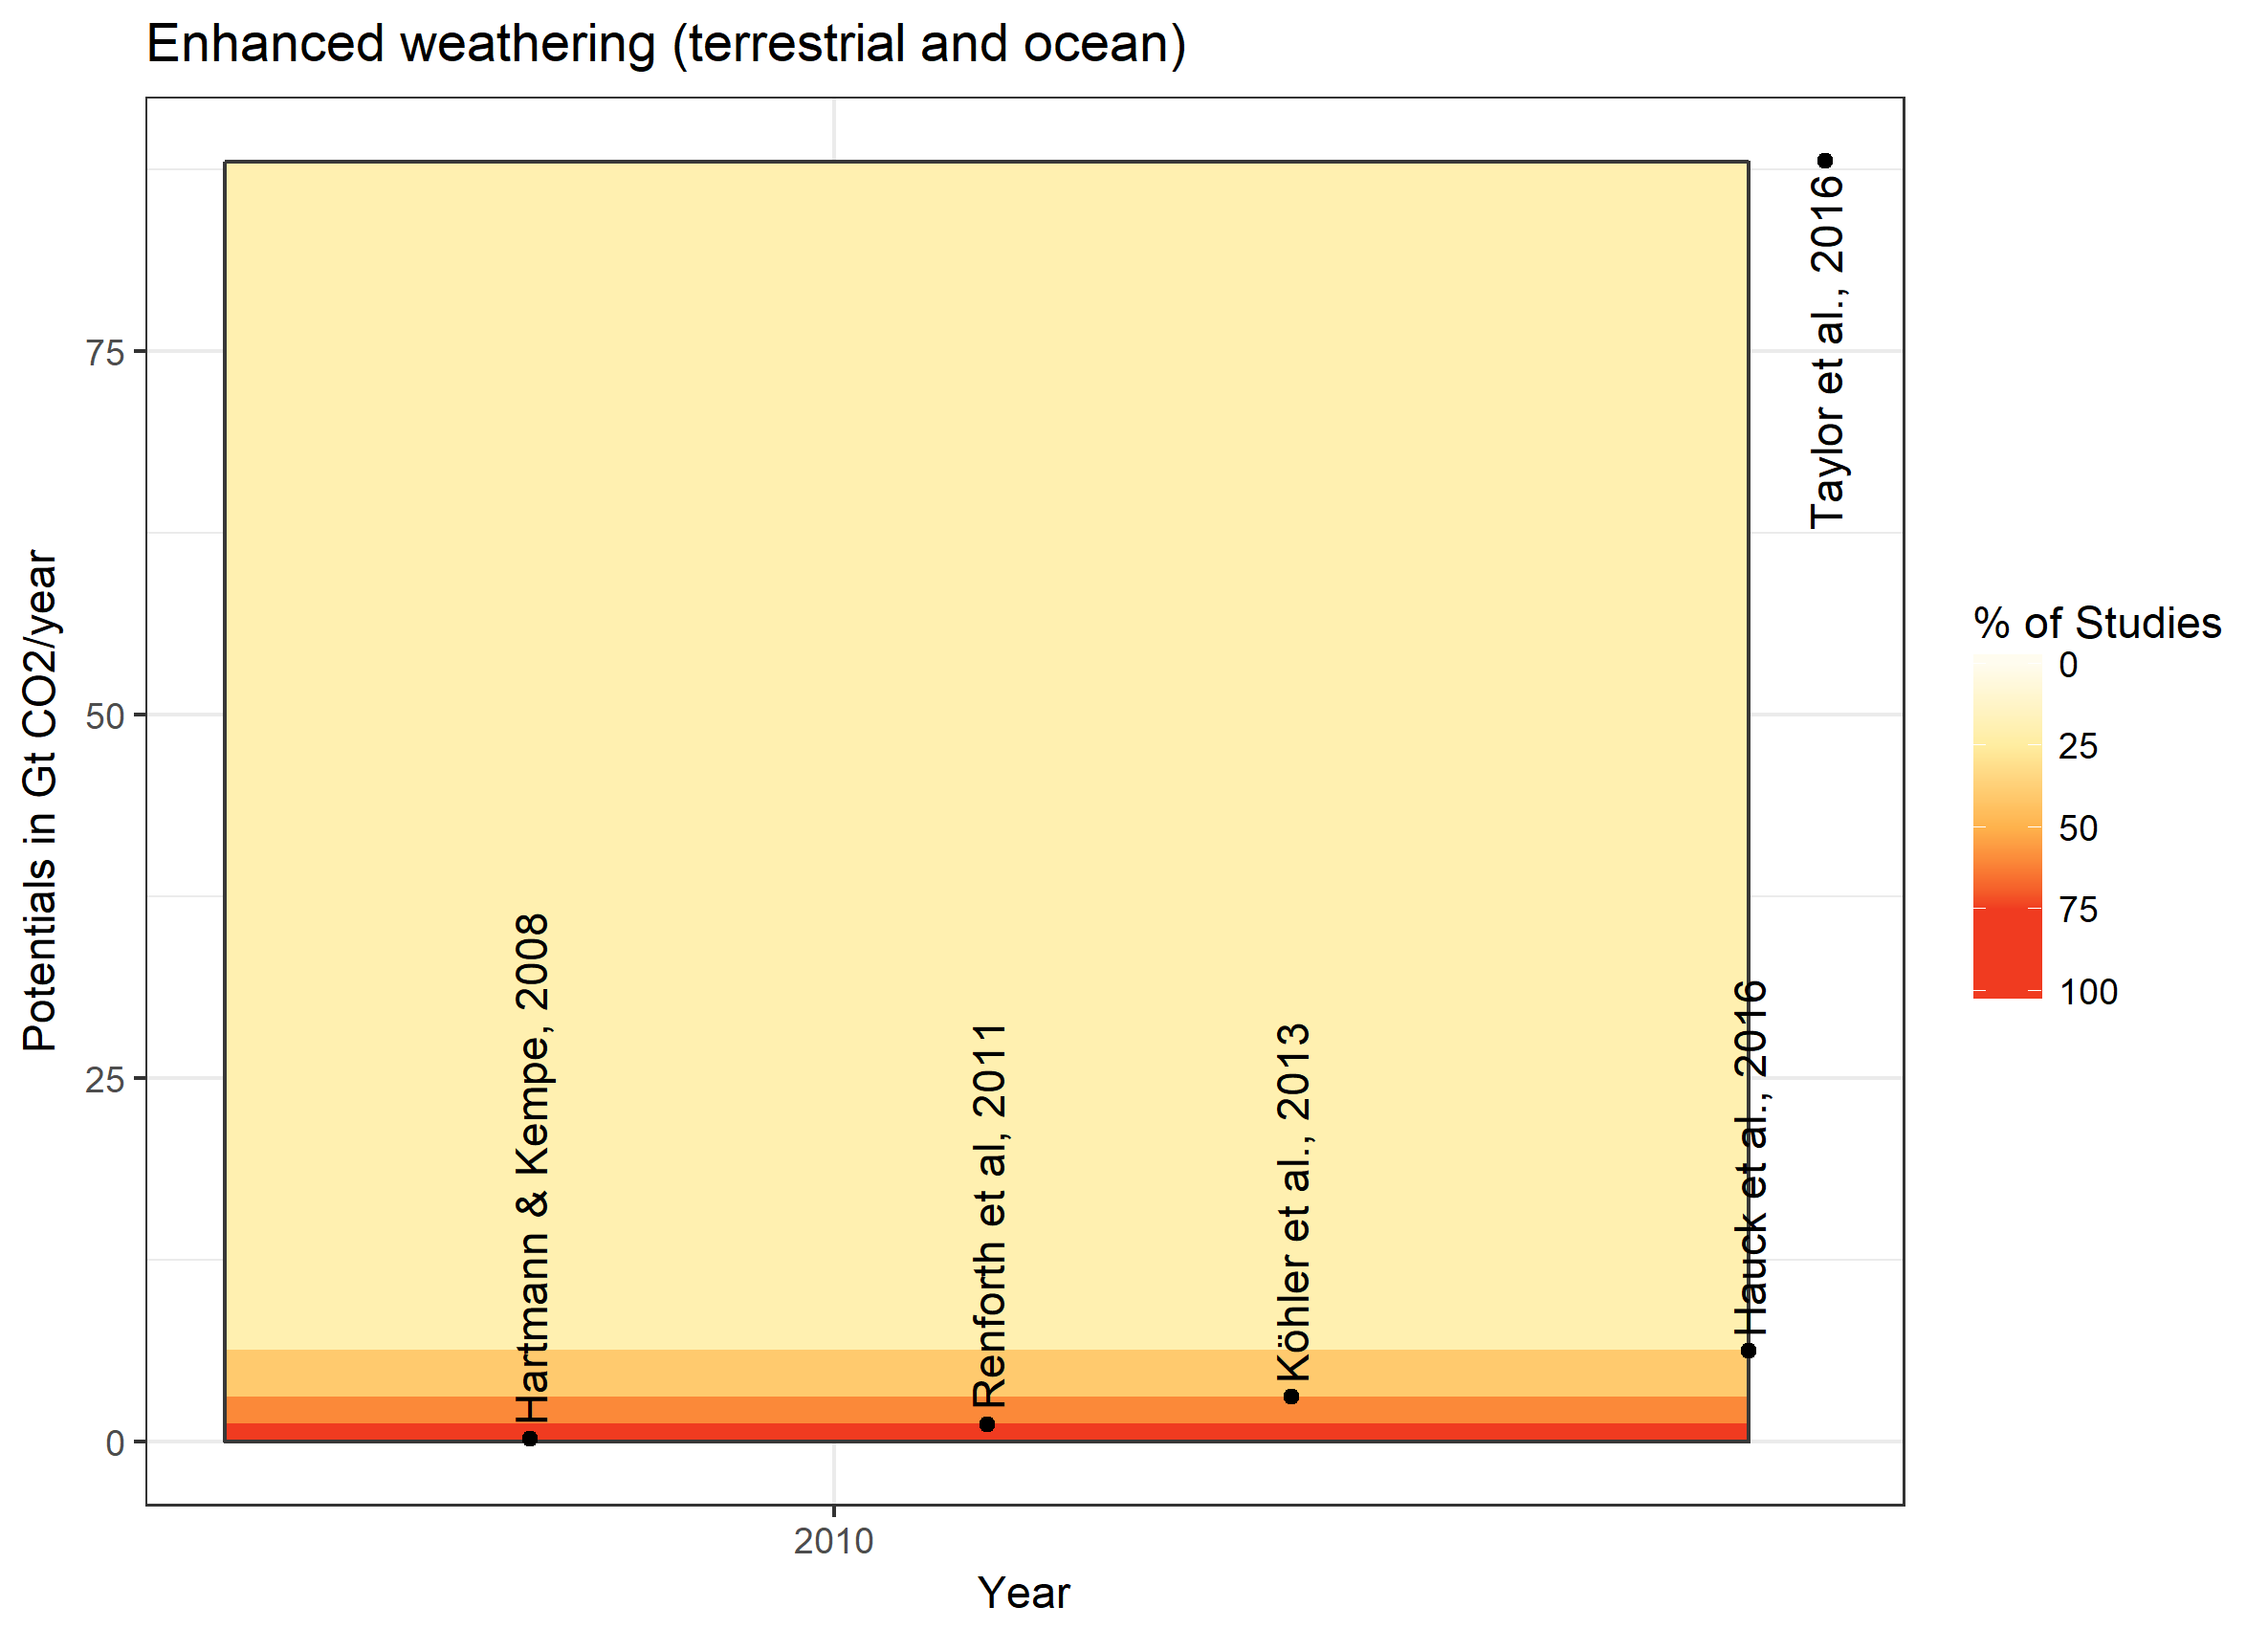 Enhanced weathering (terrestrial and ocean)
Potentials in Gt CO2/year
75
50
25
0
Hartmann & Kempe, 2008
Renforth et al, 2011
Köhler et al., 2013
Hauck et al., 2016
Taylor et al., 2016
2010
Year
% of Studies
0
25
50
75
100